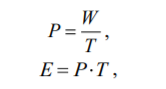 P = W/T,
E = P·T,